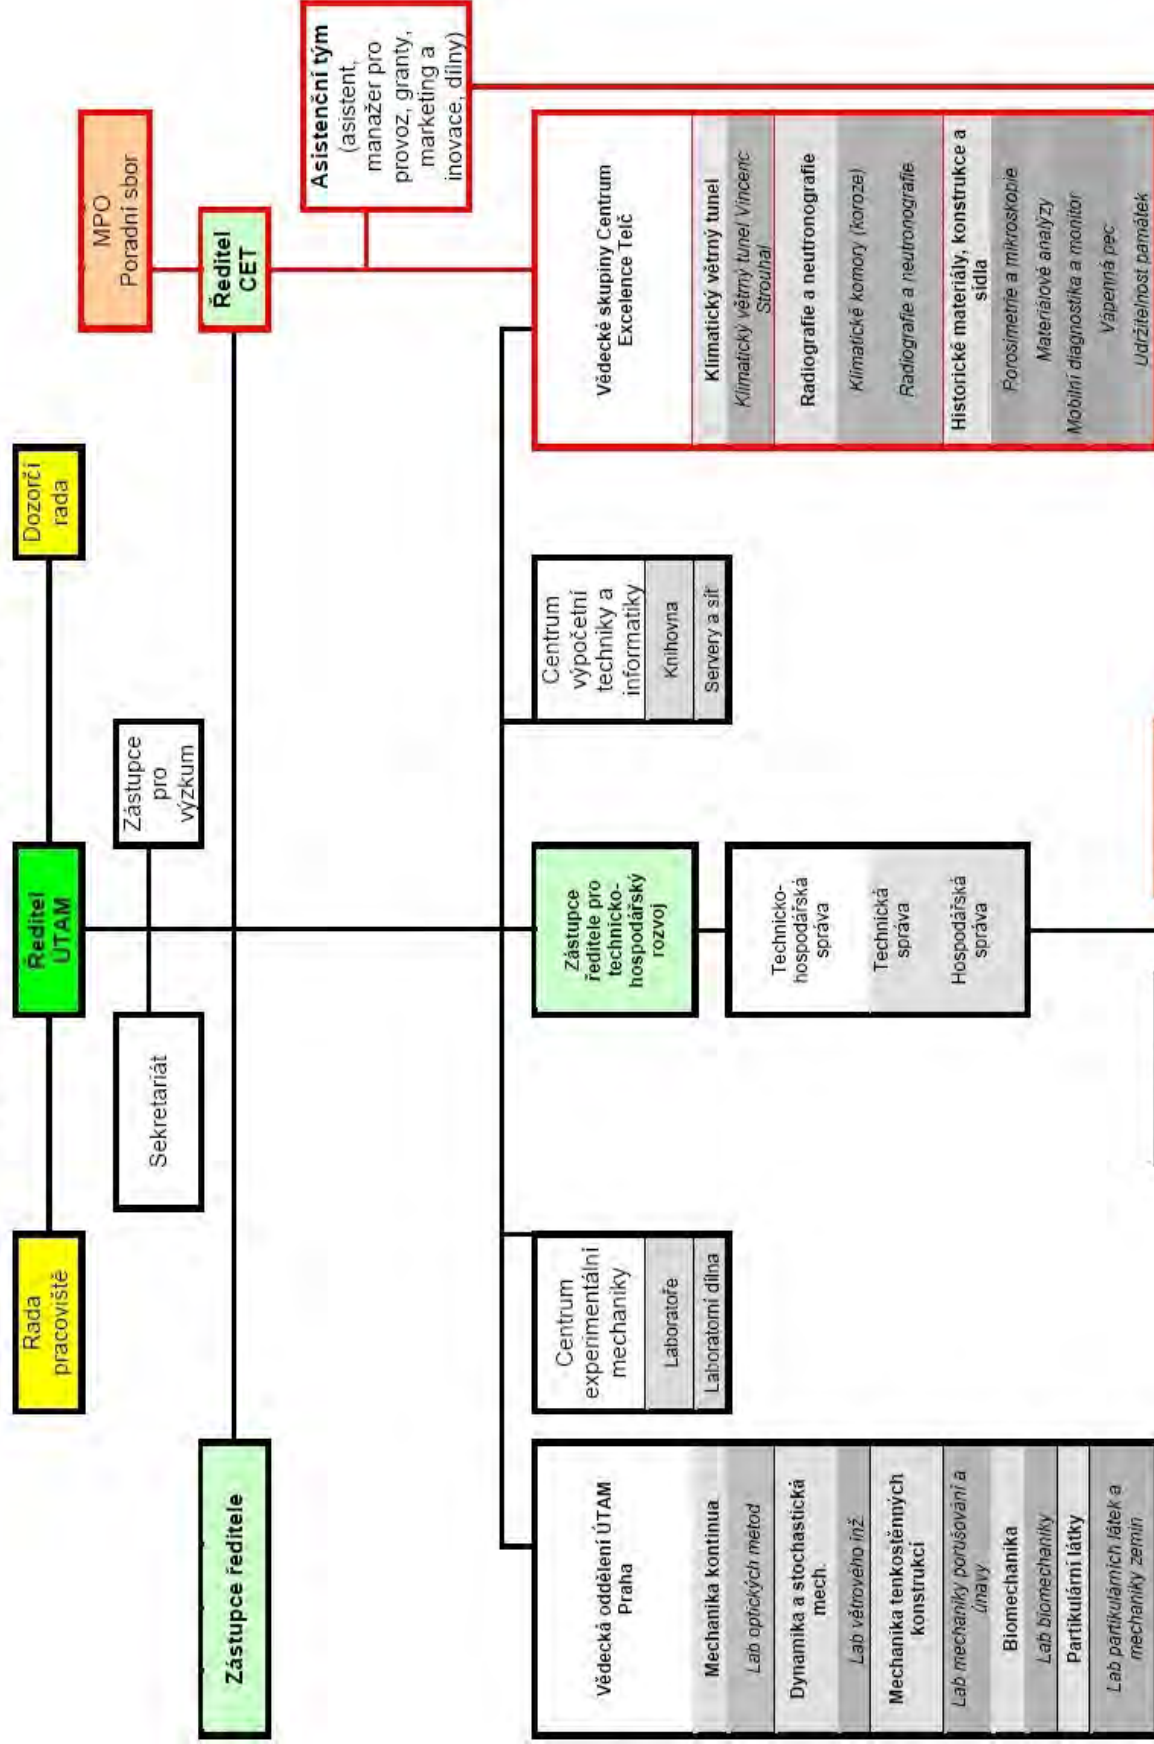 Rada
pracoviště
Ředitel
ÚTAM
Dozorčí
rada
MPO
Poradní sbor
Sekretariát
Zástupce
pro
výzkum
Zástupce ředitele
Ředitel
CET
Asistenční tým
(asistent,
manažer pro
provoz, granty,
marketing a
inovace, dílny)
Vědecká oddělení ÚTAM
Praha
Mechanika kontinua
Lab optických metod
Dynamika a stochastická
mech.
Lab větrového inž.
Mechanika tenkostěnných
konstrukcí
Lab mechaniky porušování a
únavy
Biomechanika
Lab biomechaniky
Partikulární látky
Lab partikulárních látek a
mechaniky zemin
Centrum
experimentální
mechaniky
Laboratoře
Laboratorní dílna
Zástupce
ředitele pro
technicko-
hospodářský
rozvoj
Technicko-
hospodářská
správa
Technická
správa
Hospodářská
správa
Centrum
výpočetní
techniky a
informatiky
Knihovna
Servery a síť
Vědecké skupiny Centrum
Excelence Telč
Klimatický větrný tunel
Klimatický větrný tunel Vincenc
Strouhal
Radiografie a neutronografie
Klimatické komory (koroze)
Radiografie a neutronografie
Historické materiály, konstrukce a
sídla
Porosimetrie a mikroskopie
Materiálové analýzy
Mobilní diagnostika a monitor
Vápenná pec
Udržitelnost památek